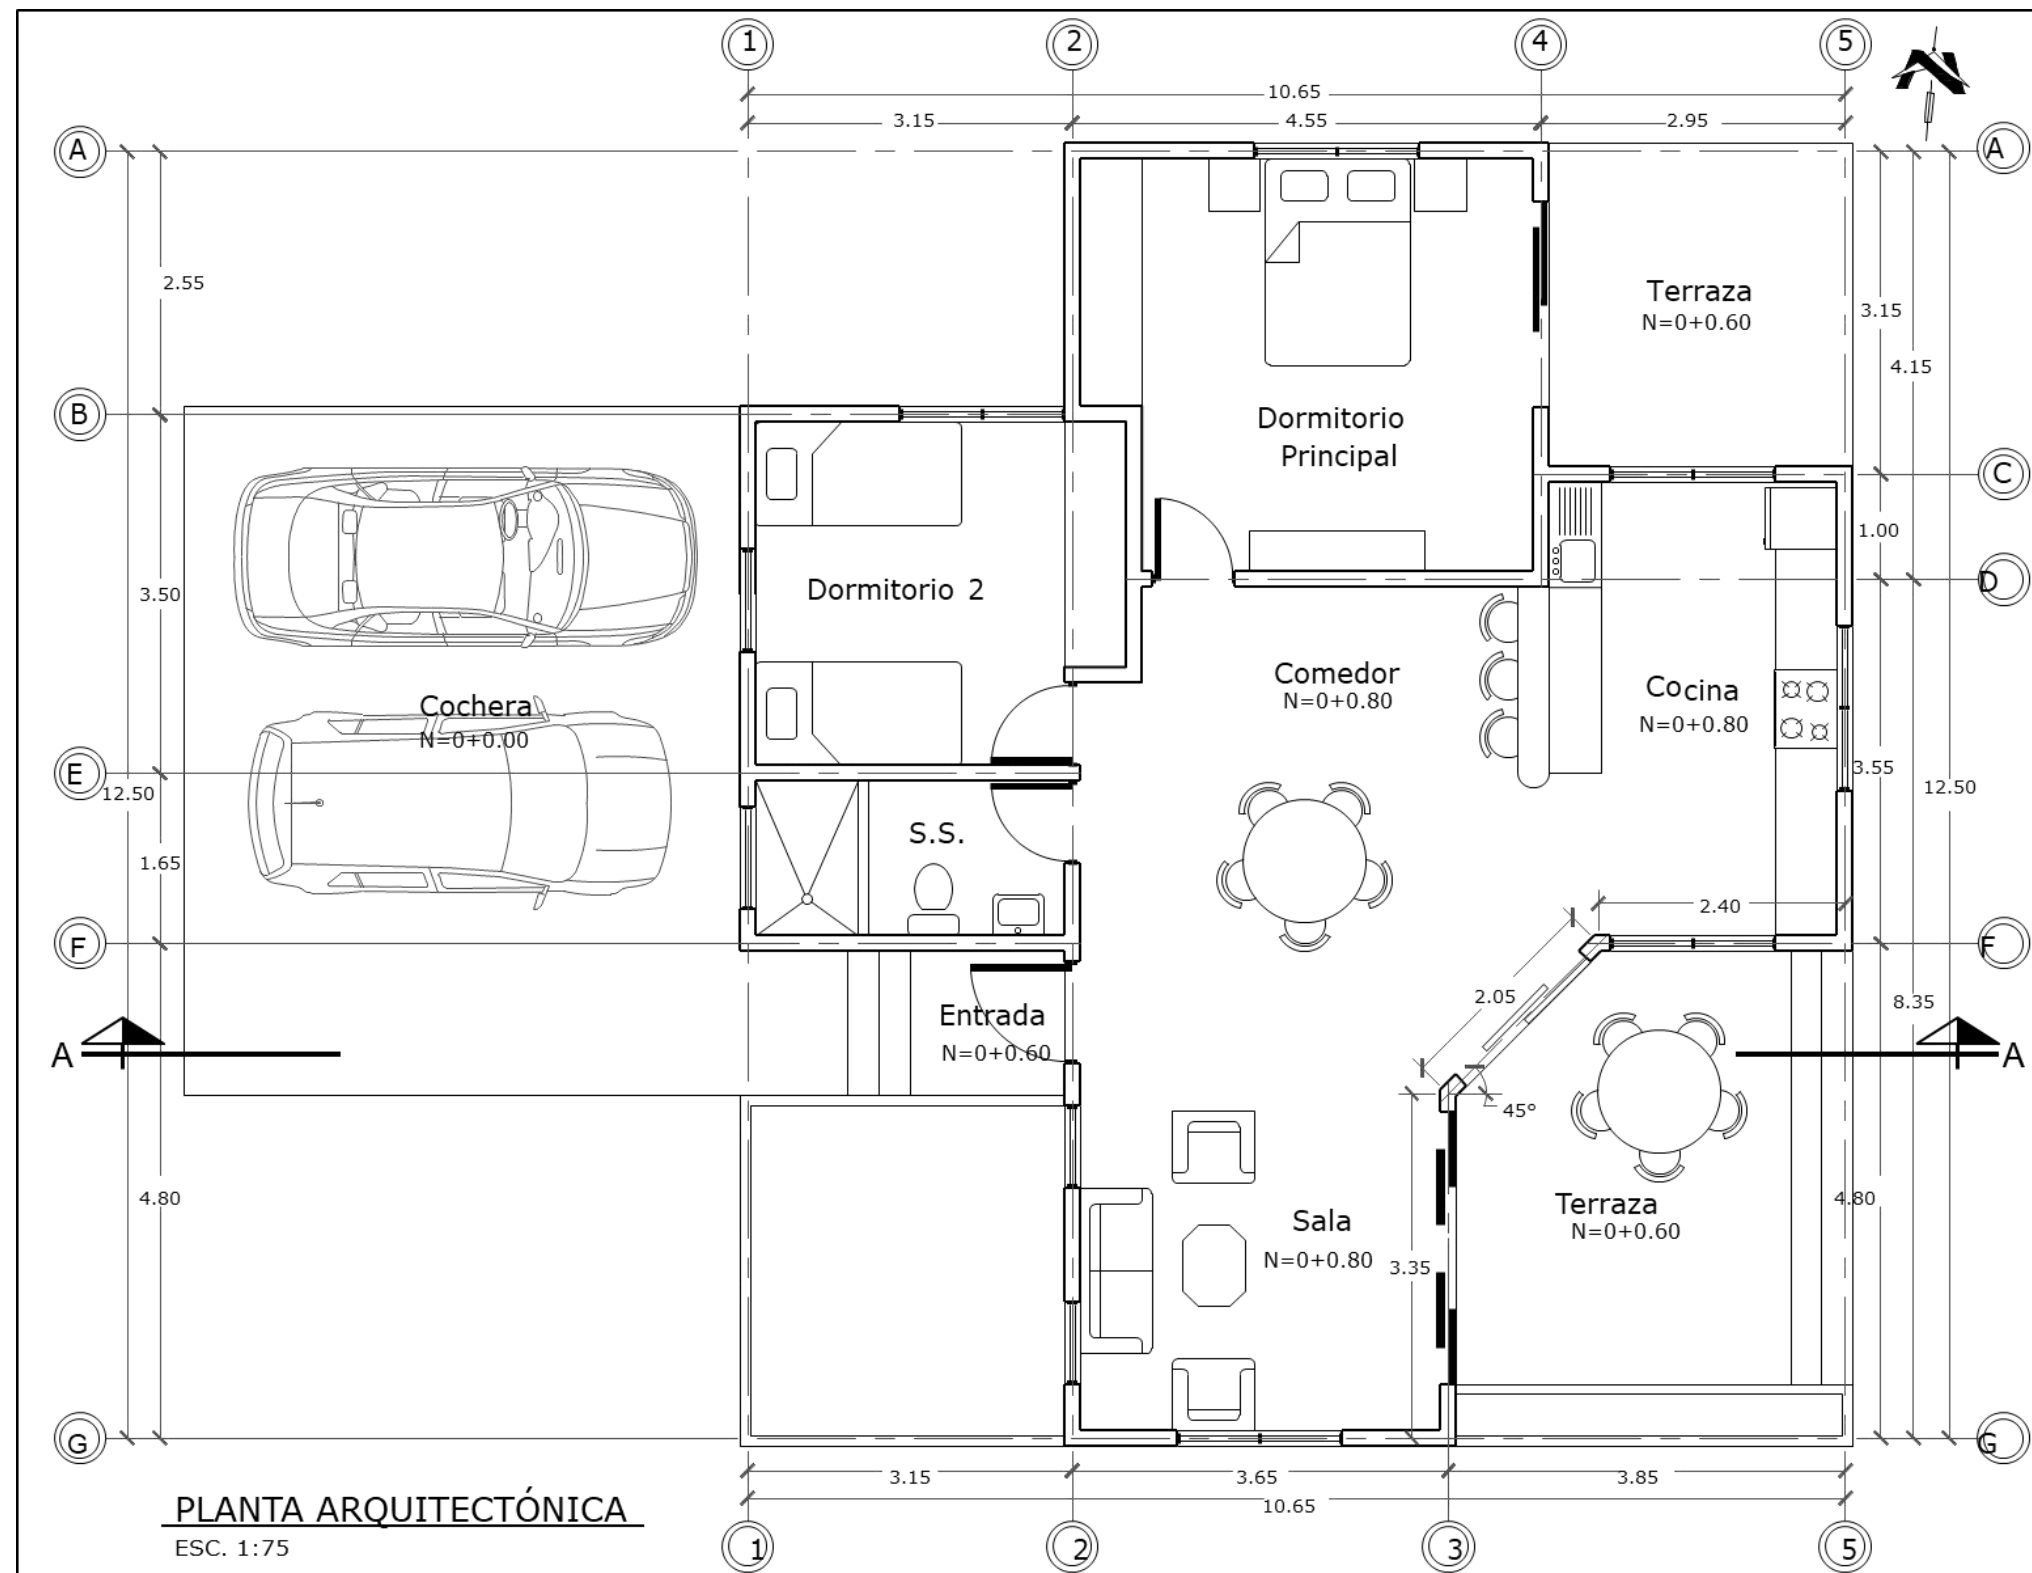 1
2
4
5
N
10.65
3.15
4.55
2.95
A
A
2.55
Terraza
N=0+0.60
3.15
4.15
B
Dormitorio
Principal
C
1.00
3.50
Dormitorio 2
D
Comedor
N=0+0.80
Cocina
N=0+0.80
Cochera
N=0+0.00
E
12.50
3.55
12.50
S.S.
1.65
2.40
F
F
2.05
8.35
Entrada
N=0+0.60
A
A
45°
4.80
Terraza
N=0+0.60
4.80
Sala
N=0+0.80
3.35
G
G
3.15
3.65
3.85
10.65
PLANTA ARQUITECTÓNICA
ESC. 1:75
1
2
3
5